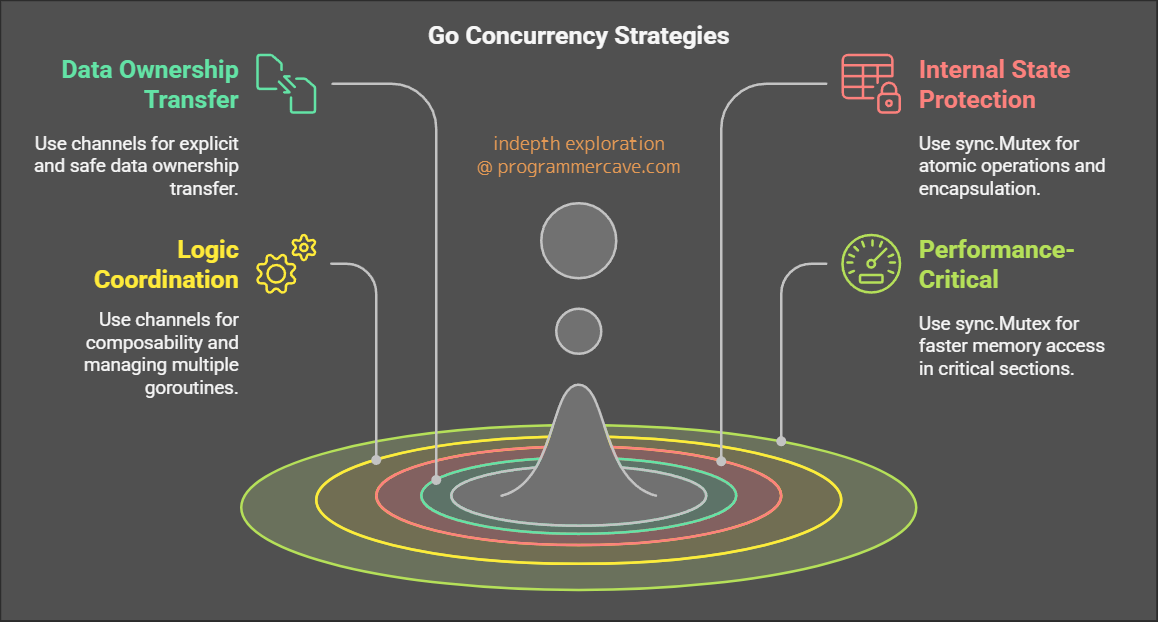 Go Concurrency Strategies
Data Ownership
Transfer
Use channels for explicit
and safe data ownership
transfer.
Logic
Coordination
Use channels for
composability and
managing multiple
goroutines.
indepth exploration
@ programmercave.com
Internal State
Protection
Use sync.Mutex for
atomic operations and
encapsulation.
Performance-
Critical
Use sync.Mutex for
faster memory access
in critical sections.